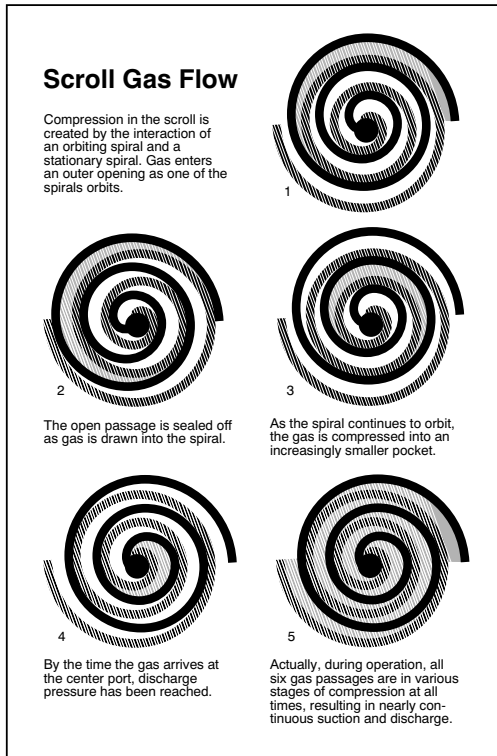 Scroll Gas Flow
Compression in the scroll is
created by the interaction of
an orbiting spiral and a
stationary spiral. Gas enters
an outer opening as one of the
spirals orbits.
1
2
The open passage is sealed off
as gas is drawn into the spiral.
3
As the spiral continues to orbit,
the gas is compressed into an
increasingly smaller pocket.
4
By the time the gas arrives at
the center port, discharge
pressure has been reached.
5
Actually, during operation, all
six gas passages are in various
stages of compression at all
times, resulting in nearly con-
tinuous suction and discharge.